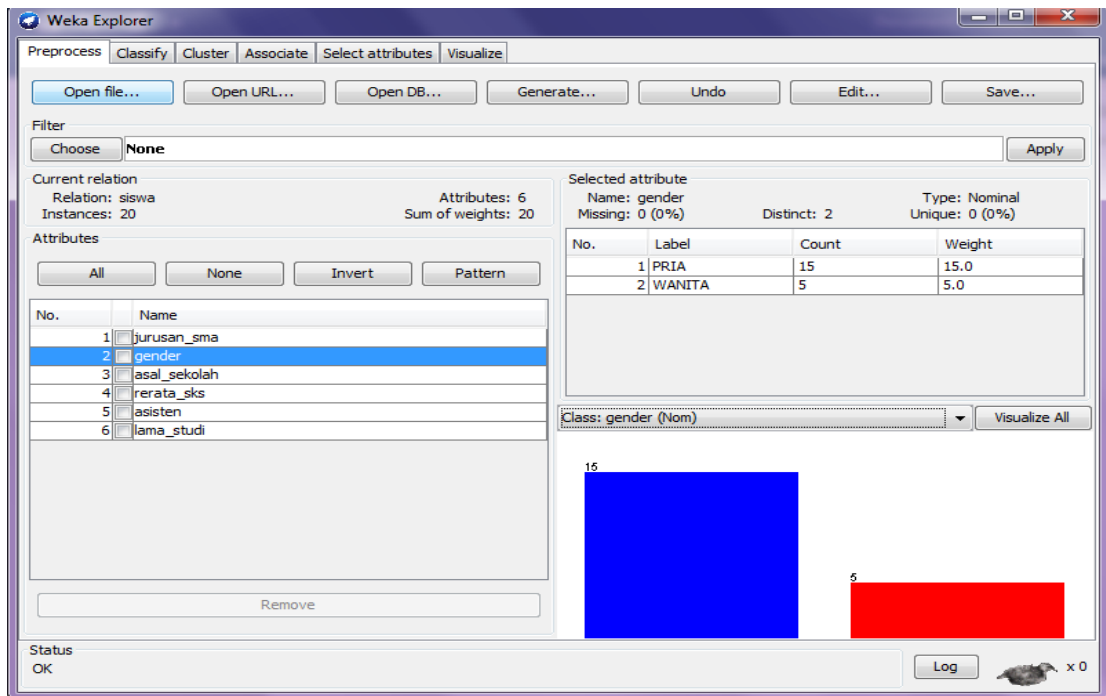 Weka Explorer
Preprocess Classify Cluster Associate Select attributes Visualize
Open file... Open URL... Open DB... Generate... Undo Edit... Save...
Filter
Choose None Apply
Current relation
Relation: siswa Attributes: 6
Instances: 20 Sum of weights: 20
Attributes
All None Invert Pattern
No. Name
1 jurusan_sma
2 gender
3 asal_sekolah
4 rerata_sks
5 asisten
6 lama_studi
Remove
Selected attribute
Name: gender Type: Nominal
Missing: 0 (0%) Distinct: 2 Unique: 0 (0%)
No. Label Count Weight
1 PRIA 15 15.0
2 WANITA 5 5.0
Class: gender (Nom) Visualize All
15
5
Status
OK Log x 0